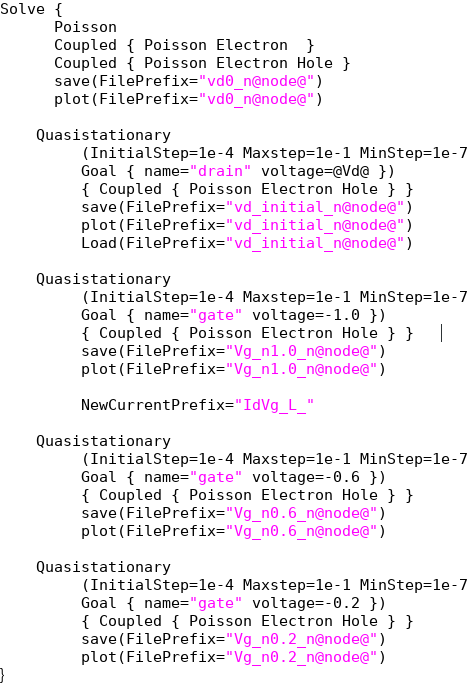 Solve {
Poisson
Coupled { Poisson Electron  }
Coupled { Poisson Electron Hole }
save(FilePrefix="vd0_n@node@")
plot(FilePrefix="vd0_n@node@")
Quasistationary
(InitialStep=1e-4 Maxstep=1e-1 MinStep=1e-7
Goal { name="drain" voltage=@Vd@ })
{ Coupled { Poisson Electron Hole } }
save(FilePrefix="vd_initial_n@node@")
plot(FilePrefix="vd_initial_n@node@")
Load(FilePrefix="vd_initial_n@node@")
Quasistationary
(InitialStep=1e-4 Maxstep=1e-1 MinStep=1e-7
Goal { name="gate" voltage=-1.0 })
{ Coupled { Poisson Electron Hole } }
save(FilePrefix="Vg_n1.0_n@node@")
plot(FilePrefix="Vg_n1.0_n@node@")
NewCurrentPrefix="IdVg_L_"
Quasistationary
(InitialStep=1e-4 Maxstep=1e-1 MinStep=1e-7
Goal { name="gate" voltage=-0.6 })
{ Coupled { Poisson Electron Hole } }
save(FilePrefix="Vg_n0.6_n@node@")
plot(FilePrefix="Vg_n0.6_n@node@")
Quasistationary
(InitialStep=1e-4 Maxstep=1e-1 MinStep=1e-7
Goal { name="gate" voltage=-0.2 })
{ Coupled { Poisson Electron Hole } }
save(FilePrefix="Vg_n0.2_n@node@")
plot(FilePrefix="Vg_n0.2_n@node@")
}